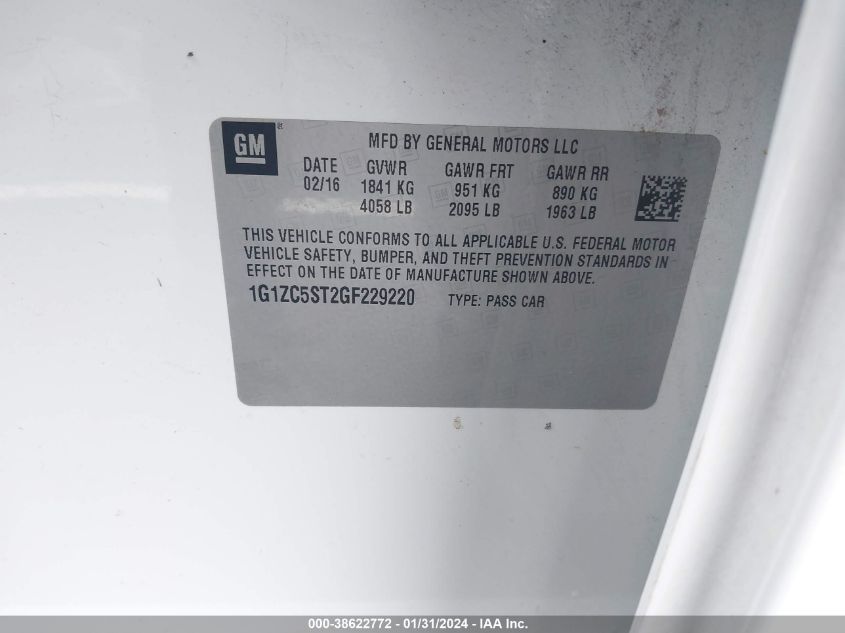 GM
MFD BY GENERAL MOTORS LLC
DATE GVWR GAWR FRT GAWR RR
02/16 1841 KG 951 KG 890 KG
4058 LB 2095 LB 1963 LB
THIS VEHICLE CONFORMS TO ALL APPLICABLE U.S. FEDERAL MOTOR
VEHICLE SAFETY, BUMPER, AND THEFT PREVENTION STANDARDS IN
EFFECT ON THE DATE OF MANUFACTURE SHOWN ABOVE.
1G1ZC5ST2GF229220 TYPE: PASS CAR
000-38622772 - 01/31/2024 - IAA Inc.